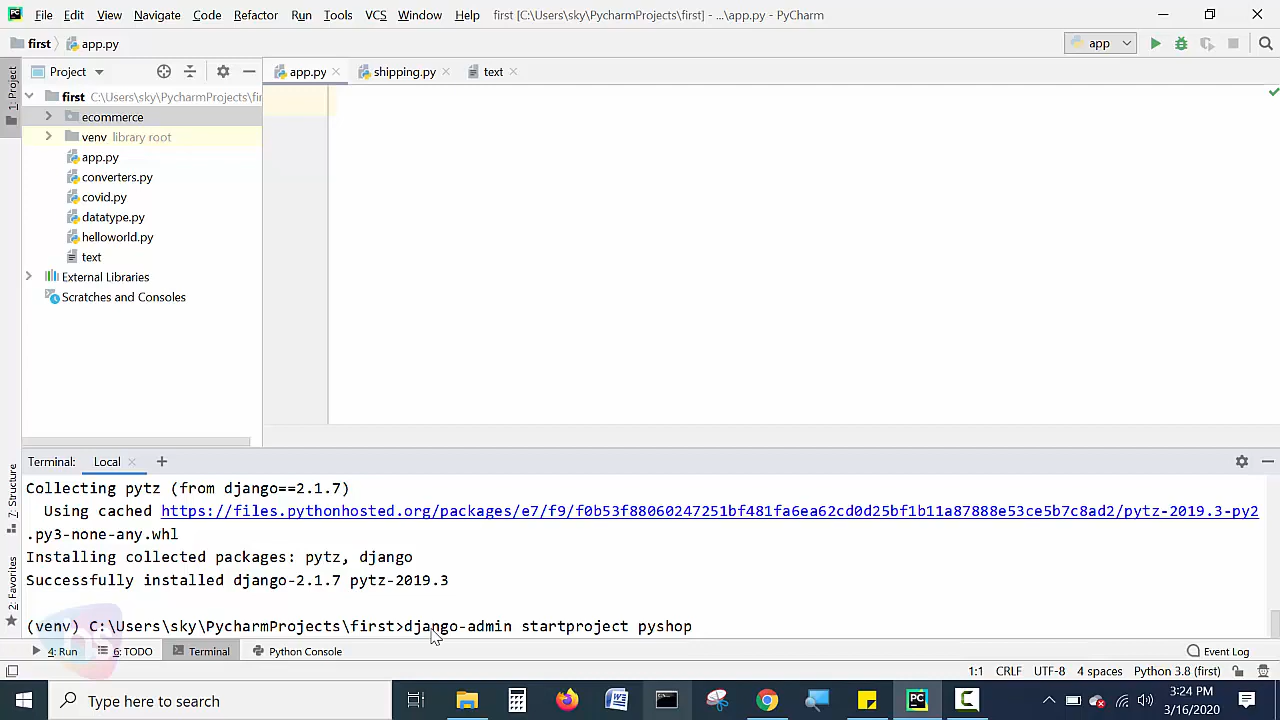 File Edit View Navigate Code Refactor Run Tools VCS Window Help first [C:\Users\sky\PycharmProjects\first] - ...\app.py - PyCharm
first app.py app
1: Project
Project
app.py
shipping.py
text
first C:\Users\sky\PycharmProjects\fir
ecommerce
venv library root
app.py
converters.py
covid.py
datatype.py
helloworld.py
text
External Libraries
Scratches and Consoles
7: Structure
2: Favorites
Terminal: Local +
Collecting pytz (from django==2.1.7)
Using cached https://files.pythonhosted.org/packages/e7/f9/f0b53f88060247251bf481fa6ea62cd0d25bf1b11a87888e53ce5b7c8ad2/pytz-2019.3-py2
.py3-none-any.whl
Installing collected packages: pytz, django
Successfully installed django-2.1.7 pytz-2019.3
(venv) C:\Users\sky\PycharmProjects\first>django-admin startproject pyshop
4: Run 6: TODO Terminal Python Console Event Log
1:1 CRLF UTF-8 4 spaces Python 3.8 (first)
Type here to search
3:24 PM
3/16/2020